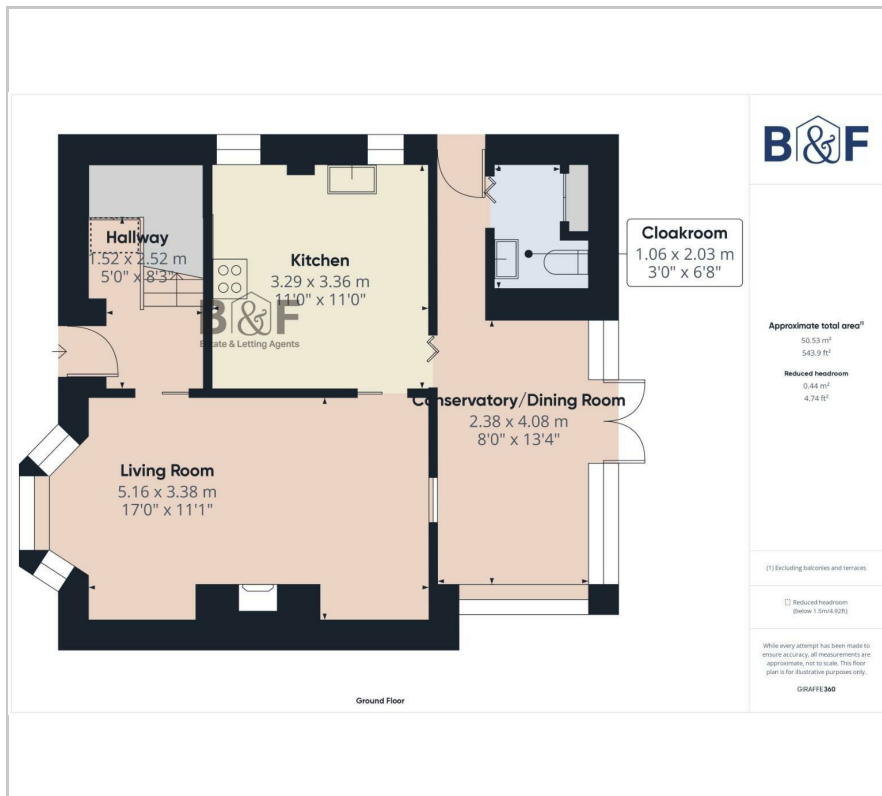 Hallway
1.52 x 2.52 m
5'0" x 8'3"
Kitchen
3.29 x 3.36 m
11'0" x 11'0"
B&F
Estate & Letting Agents
Cloakroom
1.06 x 2.03 m
3'0" x 6'8"
Conservatory/Dining Room
2.38 x 4.08 m
8'0" x 13'4"
Living Room
5.16 x 3.38 m
17'0" x 11'1"
Ground Floor
B&F
Approximate total area⁽¹⁾
50.53 m²
543.9 ft²
Reduced headroom
0.44 m²
4.74 ft²
(1) Excluding balconies and terraces
Reduced headroom
(below 1.5m/4.92ft)
While every attempt has been made to
ensure accuracy, all measurements are
approximate, not to scale. This floor
plan is for illustrative purposes only.
GIRAFFE360